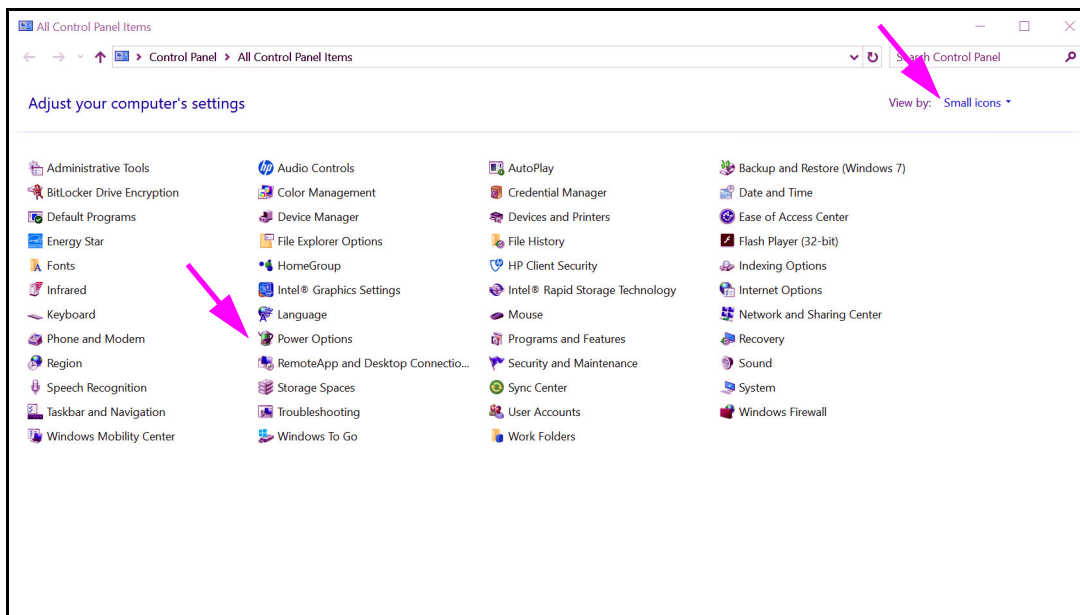 All Control Panel Items
Control Panel > All Control Panel Items
Search Control Panel
Adjust your computer's settings
View by: Small icons
Administrative Tools
Audio Controls
AutoPlay
Backup and Restore (Windows 7)
BitLocker Drive Encryption
Color Management
Credential Manager
Date and Time
Default Programs
Device Manager
Devices and Printers
Ease of Access Center
Energy Star
File Explorer Options
File History
Flash Player (32-bit)
Fonts
HomeGroup
HP Client Security
Indexing Options
Infrared
Intel® Graphics Settings
Intel® Rapid Storage Technology
Internet Options
Keyboard
Language
Mouse
Network and Sharing Center
Phone and Modem
Power Options
Programs and Features
Recovery
Region
RemoteApp and Desktop Connectio...
Security and Maintenance
Sound
Speech Recognition
Storage Spaces
Sync Center
System
Taskbar and Navigation
Troubleshooting
User Accounts
Windows Firewall
Windows Mobility Center
Windows To Go
Work Folders